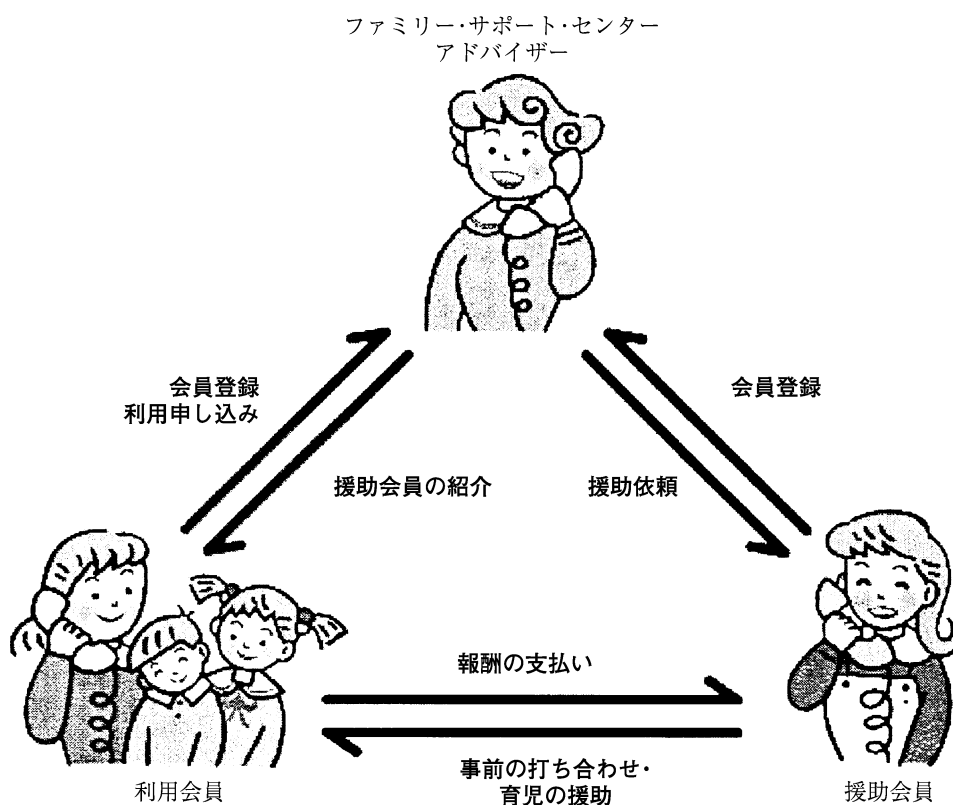 ファミリー・サポート・センター
アドバイザー
会員登録
利用申し込み
会員登録
援助会員の紹介
援助依頼
報酬の支払い
事前の打ち合わせ・
育児の援助
利用会員
援助会員